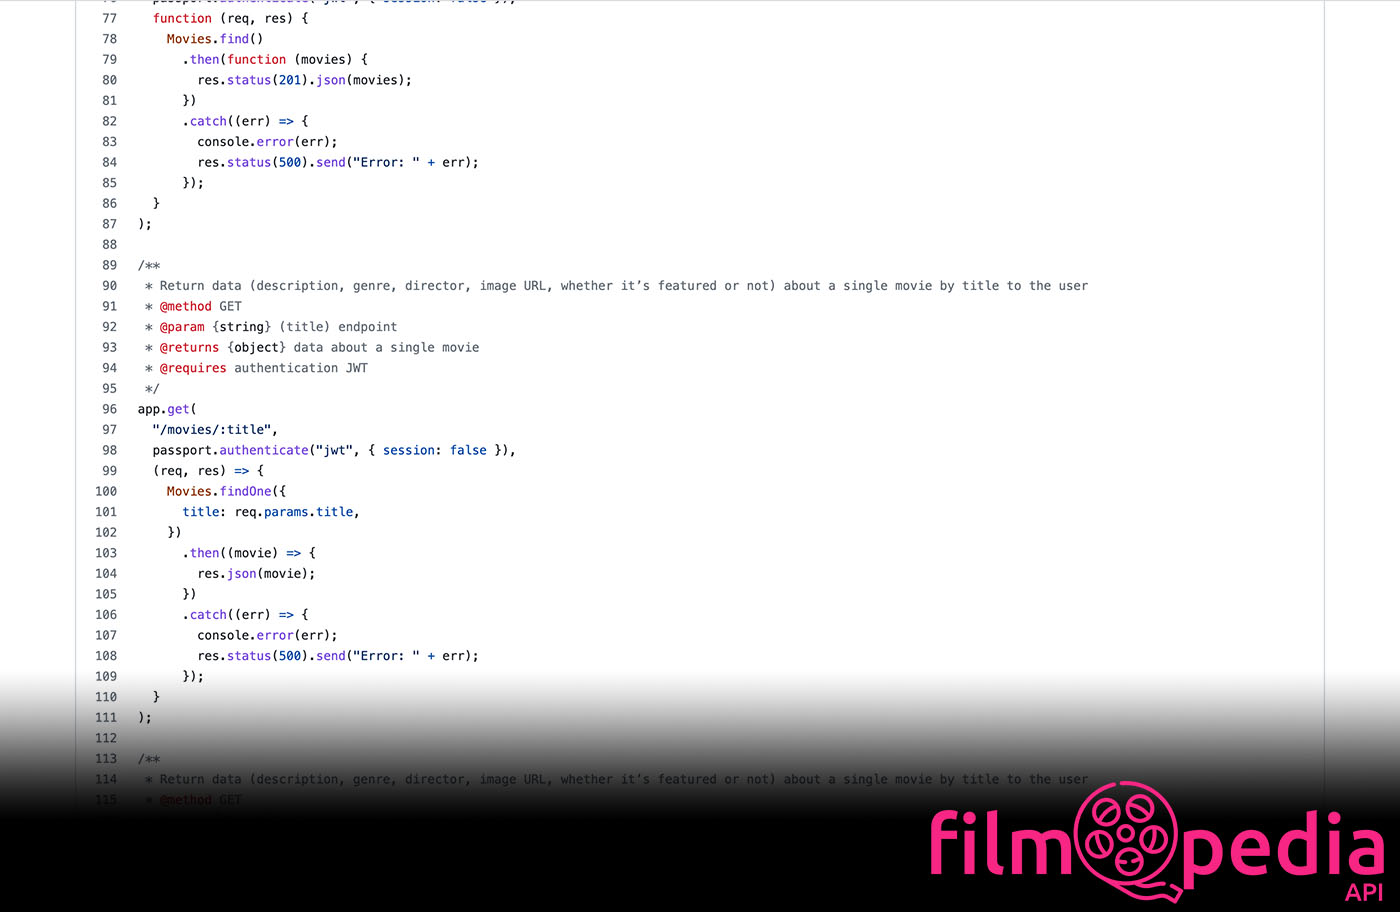 77 function (req, res) {
78 Movies.find()
79 .then(function (movies) {
80 res.status(201).json(movies);
81 })
82 .catch((err) => {
83 console.error(err);
84 res.status(500).send("Error: " + err);
85 });
86 }
87 );
88
89 /**
90 * Return data (description, genre, director, image URL, whether it’s featured or not) about a single movie by title to the user
91 * @method GET
92 * @param {string} (title) endpoint
93 * @returns {object} data about a single movie
94 * @requires authentication JWT
95 */
96 app.get(
97 "/movies/:title",
98 passport.authenticate("jwt", { session: false }),
99 (req, res) => {
100 Movies.findOne({
101 title: req.params.title,
102 })
103 .then((movie) => {
104 res.json(movie);
105 })
106 .catch((err) => {
107 console.error(err);
108 res.status(500).send("Error: " + err);
109 });
110 }
111 );
112
113 /**
114 * Return data (description, genre, director, image URL, whether it’s featured or not) about a single movie by title to the user
115 * @method GET
filmopedia
API